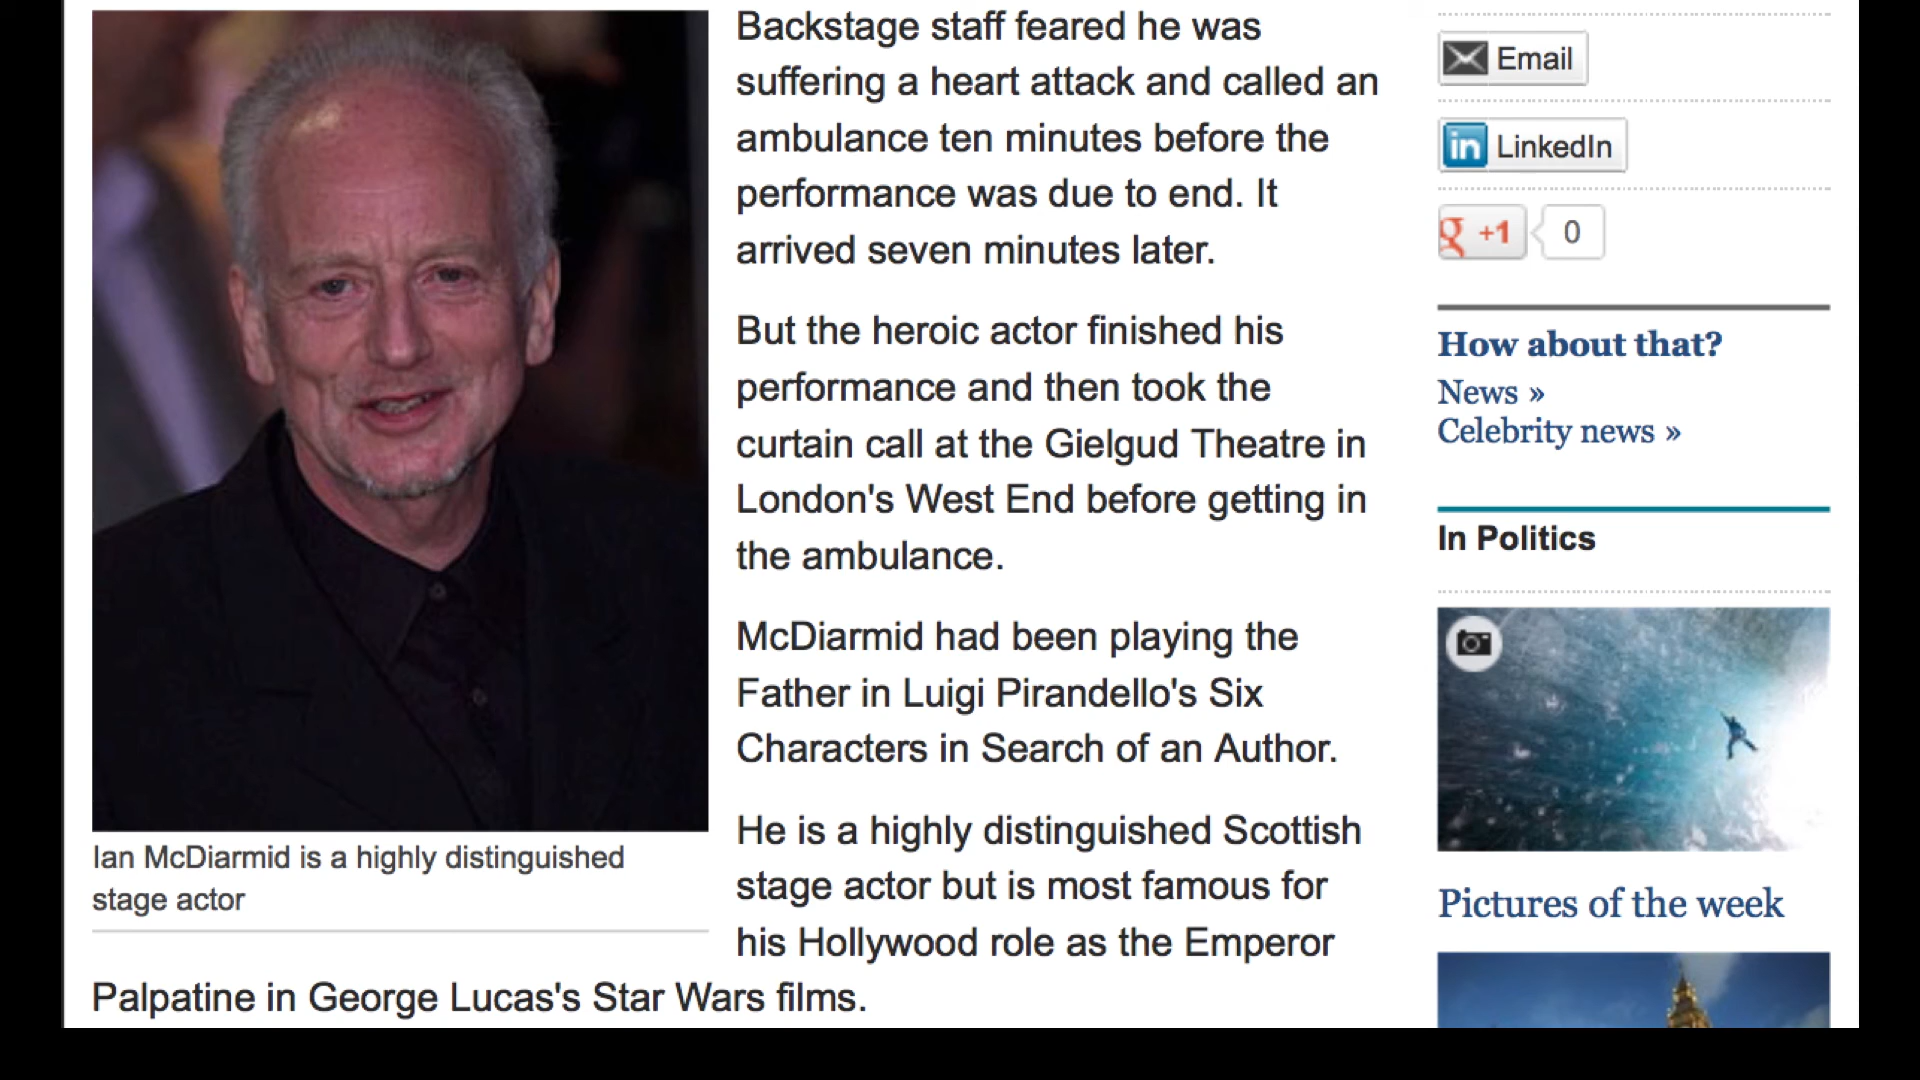 Backstage staff feared he was
suffering a heart attack and called an
ambulance ten minutes before the
performance was due to end. It
arrived seven minutes later.
But the heroic actor finished his
performance and then took the
curtain call at the Gielgud Theatre in
London's West End before getting in
the ambulance.
McDiarmid had been playing the
Father in Luigi Pirandello's Six
Characters in Search of an Author.
He is a highly distinguished Scottish
stage actor but is most famous for
his Hollywood role as the Emperor
Palpatine in George Lucas's Star Wars films.
Ian McDiarmid is a highly distinguished
stage actor
Email
in LinkedIn
g +1 0
How about that?
News »
Celebrity news »
In Politics
Pictures of the week